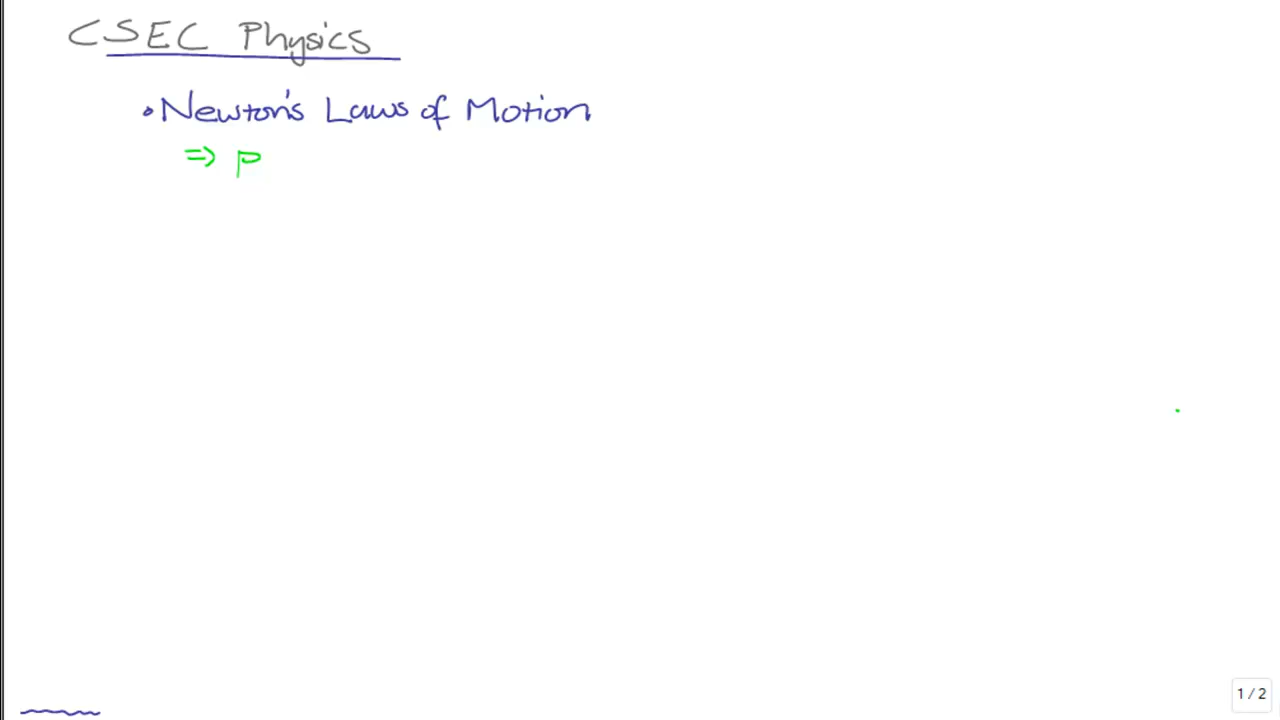 CSEC Physics
• Newton's Laws of Motion
⇒ p
1 / 2